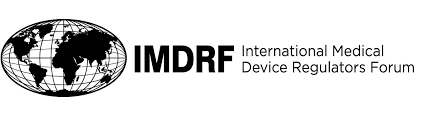 IMDRF
International Medical
Device Regulators Forum